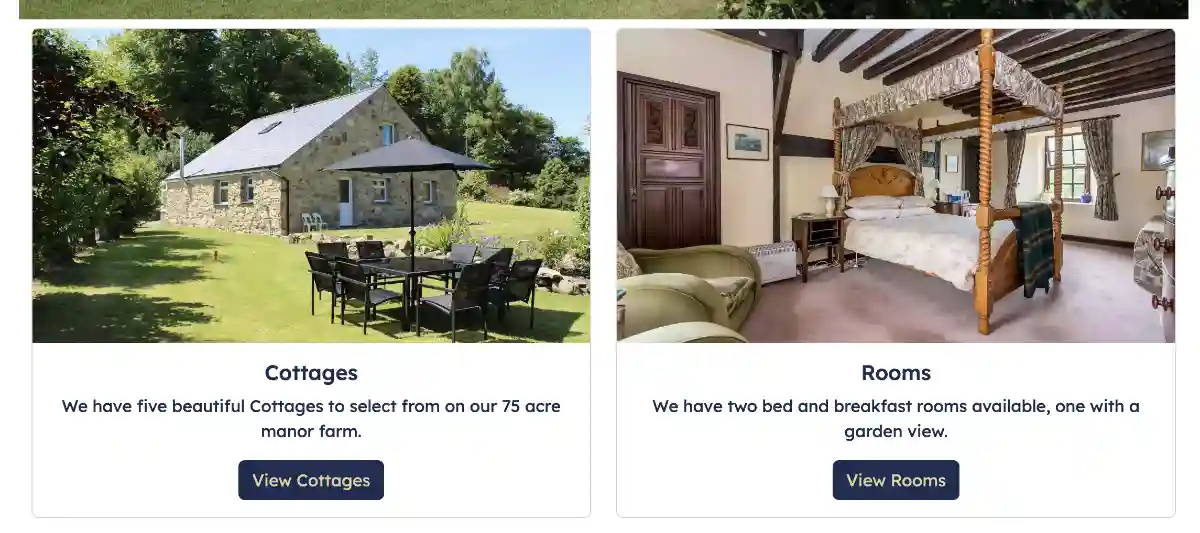 Cottages
We have five beautiful Cottages to select from on our 75 acre
manor farm.
View Cottages
Rooms
We have two bed and breakfast rooms available, one with a
garden view.
View Rooms